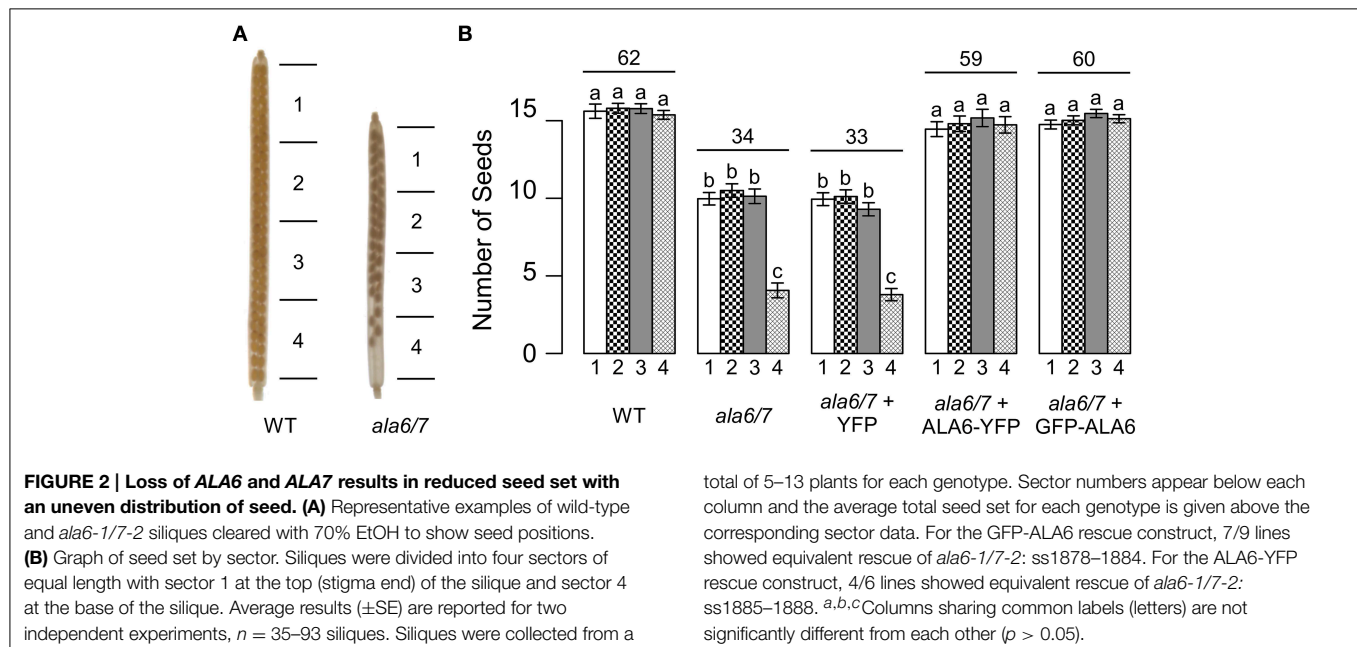 A
1
2
3
4
WT
1
2
3
4
ala6/7
B
Number of Seeds
15
10
5
0
62
a a a a
1 2 3 4
WT
34
b b b c
1 2 3 4
ala6/7
33
b b b c
1 2 3 4
ala6/7 +
YFP
59
a a a a
1 2 3 4
ala6/7 +
ALA6-YFP
60
a a a a
1 2 3 4
ala6/7 +
GFP-ALA6
FIGURE 2 | Loss of ALA6 and ALA7 results in reduced seed set with
an uneven distribution of seed. (A) Representative examples of wild-type
and ala6-1/7-2 siliques cleared with 70% EtOH to show seed positions.
(B) Graph of seed set by sector. Siliques were divided into four sectors of
equal length with sector 1 at the top (stigma end) of the silique and sector 4
at the base of the silique. Average results (±SE) are reported for two
independent experiments, n = 35–93 siliques. Siliques were collected from a
total of 5–13 plants for each genotype. Sector numbers appear below each
column and the average total seed set for each genotype is given above the
corresponding sector data. For the GFP-ALA6 rescue construct, 7/9 lines
showed equivalent rescue of ala6-1/7-2: ss1878–1884. For the ALA6-YFP
rescue construct, 4/6 lines showed equivalent rescue of ala6-1/7-2:
ss1885–1888. a,b,cColumns sharing common labels (letters) are not
significantly different from each other (p > 0.05).